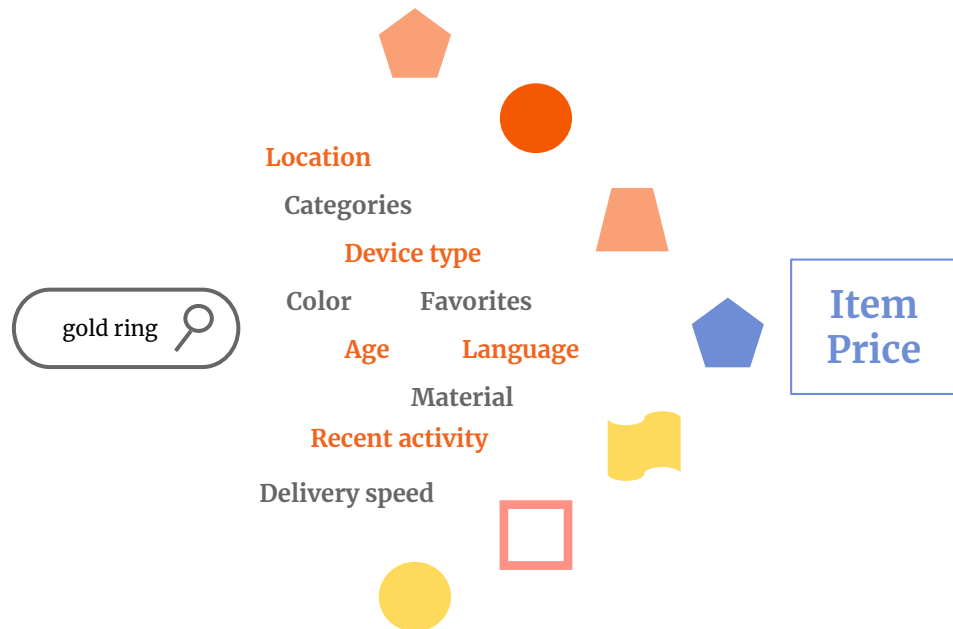 Location
Categories
Device type
Color
Favorites
gold ring
Age
Language
Material
Recent activity
Delivery speed
Item
Price